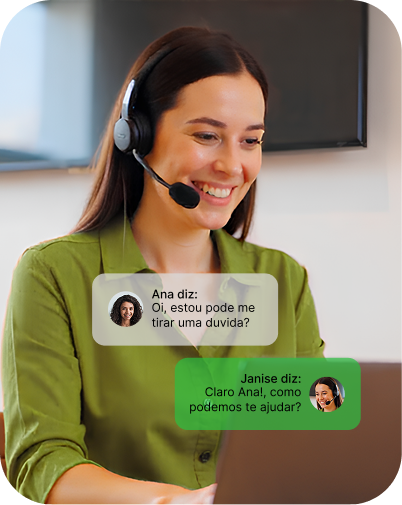 Ana diz:
Oi, estou pode me
tirar uma duvida?
Janise diz:
Claro Ana!, como
podemos te ajudar?